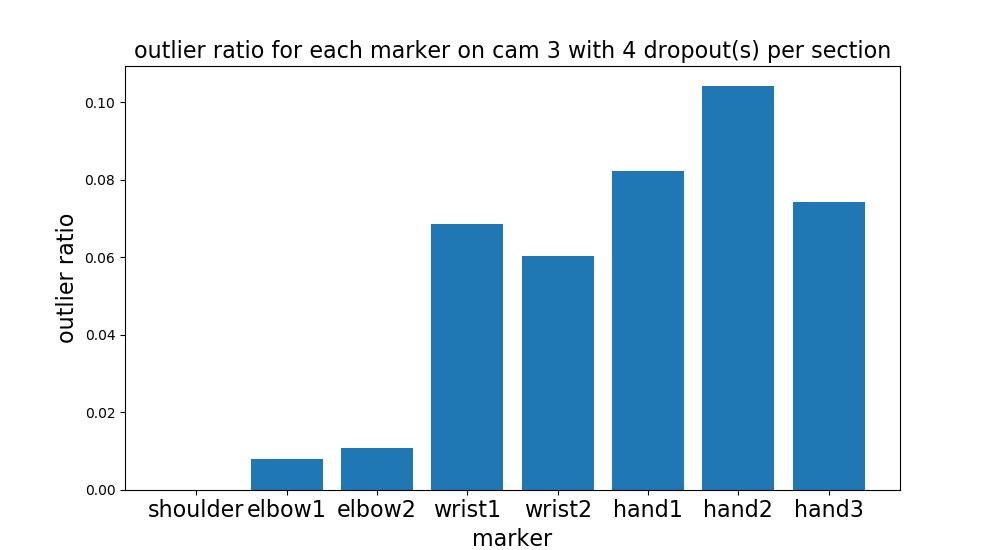 outlier ratio for each marker on cam 3 with 4 dropout(s) per section
0.10
0.08
0.06
0.04
0.02
0.00
outlier ratio
shoulder elbow1 elbow2 wrist1 wrist2 hand1 hand2 hand3
marker